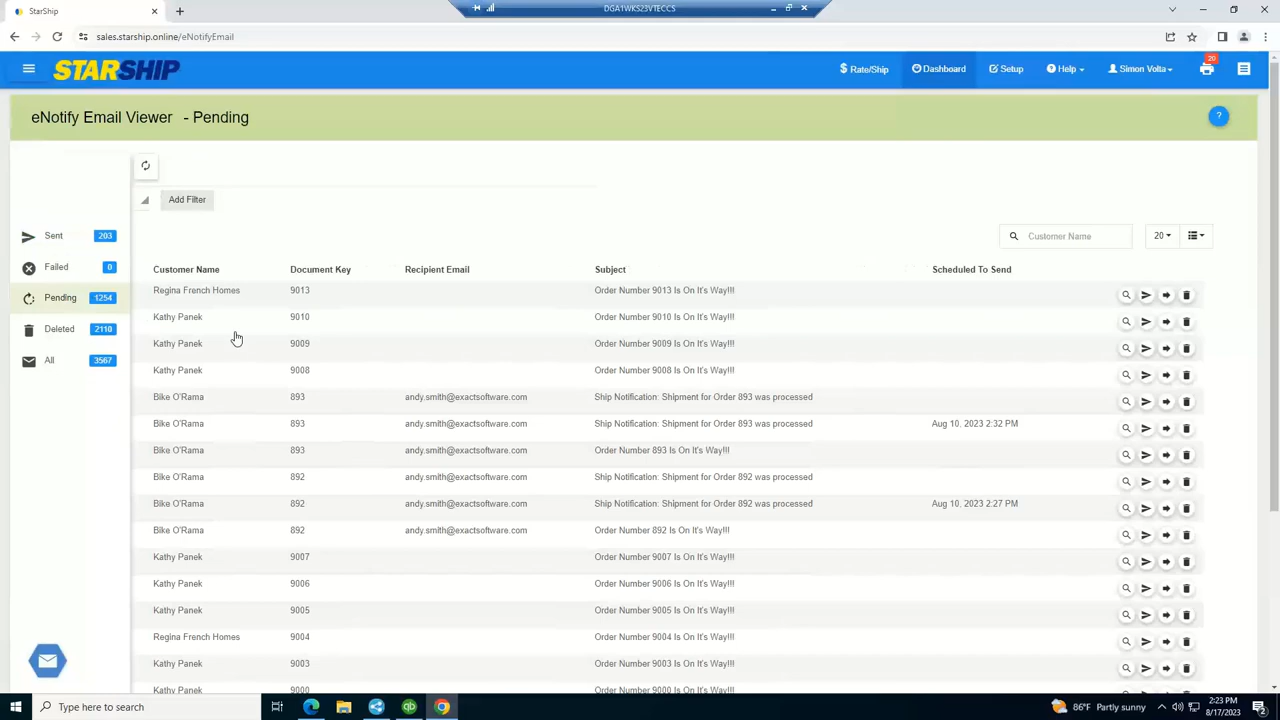 StarShip
DGA1WKS23VTECCS
sales.starship.online/eNotifyEmail
STARSHIP
Rate/Ship
Dashboard
Setup
Help
Simon Volta
20
eNotify Email Viewer - Pending
?
Add Filter
Sent 203
Failed 0
Pending 1254
Deleted 2110
All 3567
Customer Name
20
Customer Name Document Key Recipient Email Subject Scheduled To Send
Regina French Homes 9013 Order Number 9013 Is On It's Way!!!
Kathy Panek 9010 Order Number 9010 Is On It's Way!!!
Kathy Panek 9009 Order Number 9009 Is On It's Way!!!
Kathy Panek 9008 Order Number 9008 Is On It's Way!!!
Bike O'Rama 893 andy.smith@exactsoftware.com Ship Notification: Shipment for Order 893 was processed
Bike O'Rama 893 andy.smith@exactsoftware.com Ship Notification: Shipment for Order 893 was processed Aug 10, 2023 2:32 PM
Bike O'Rama 893 andy.smith@exactsoftware.com Order Number 893 Is On It's Way!!!
Bike O'Rama 892 andy.smith@exactsoftware.com Ship Notification: Shipment for Order 892 was processed
Bike O'Rama 892 andy.smith@exactsoftware.com Ship Notification: Shipment for Order 892 was processed Aug 10, 2023 2:27 PM
Bike O'Rama 892 andy.smith@exactsoftware.com Order Number 892 Is On It's Way!!!
Kathy Panek 9007 Order Number 9007 Is On It's Way!!!
Kathy Panek 9006 Order Number 9006 Is On It's Way!!!
Kathy Panek 9005 Order Number 9005 Is On It's Way!!!
Regina French Homes 9004 Order Number 9004 Is On It's Way!!!
Kathy Panek 9003 Order Number 9003 Is On It's Way!!!
Kathy Panek 9000 Order Number 9000 Is On It's Way!!!
Type here to search
qb
86°F Partly sunny
2:23 PM
8/17/2023
2